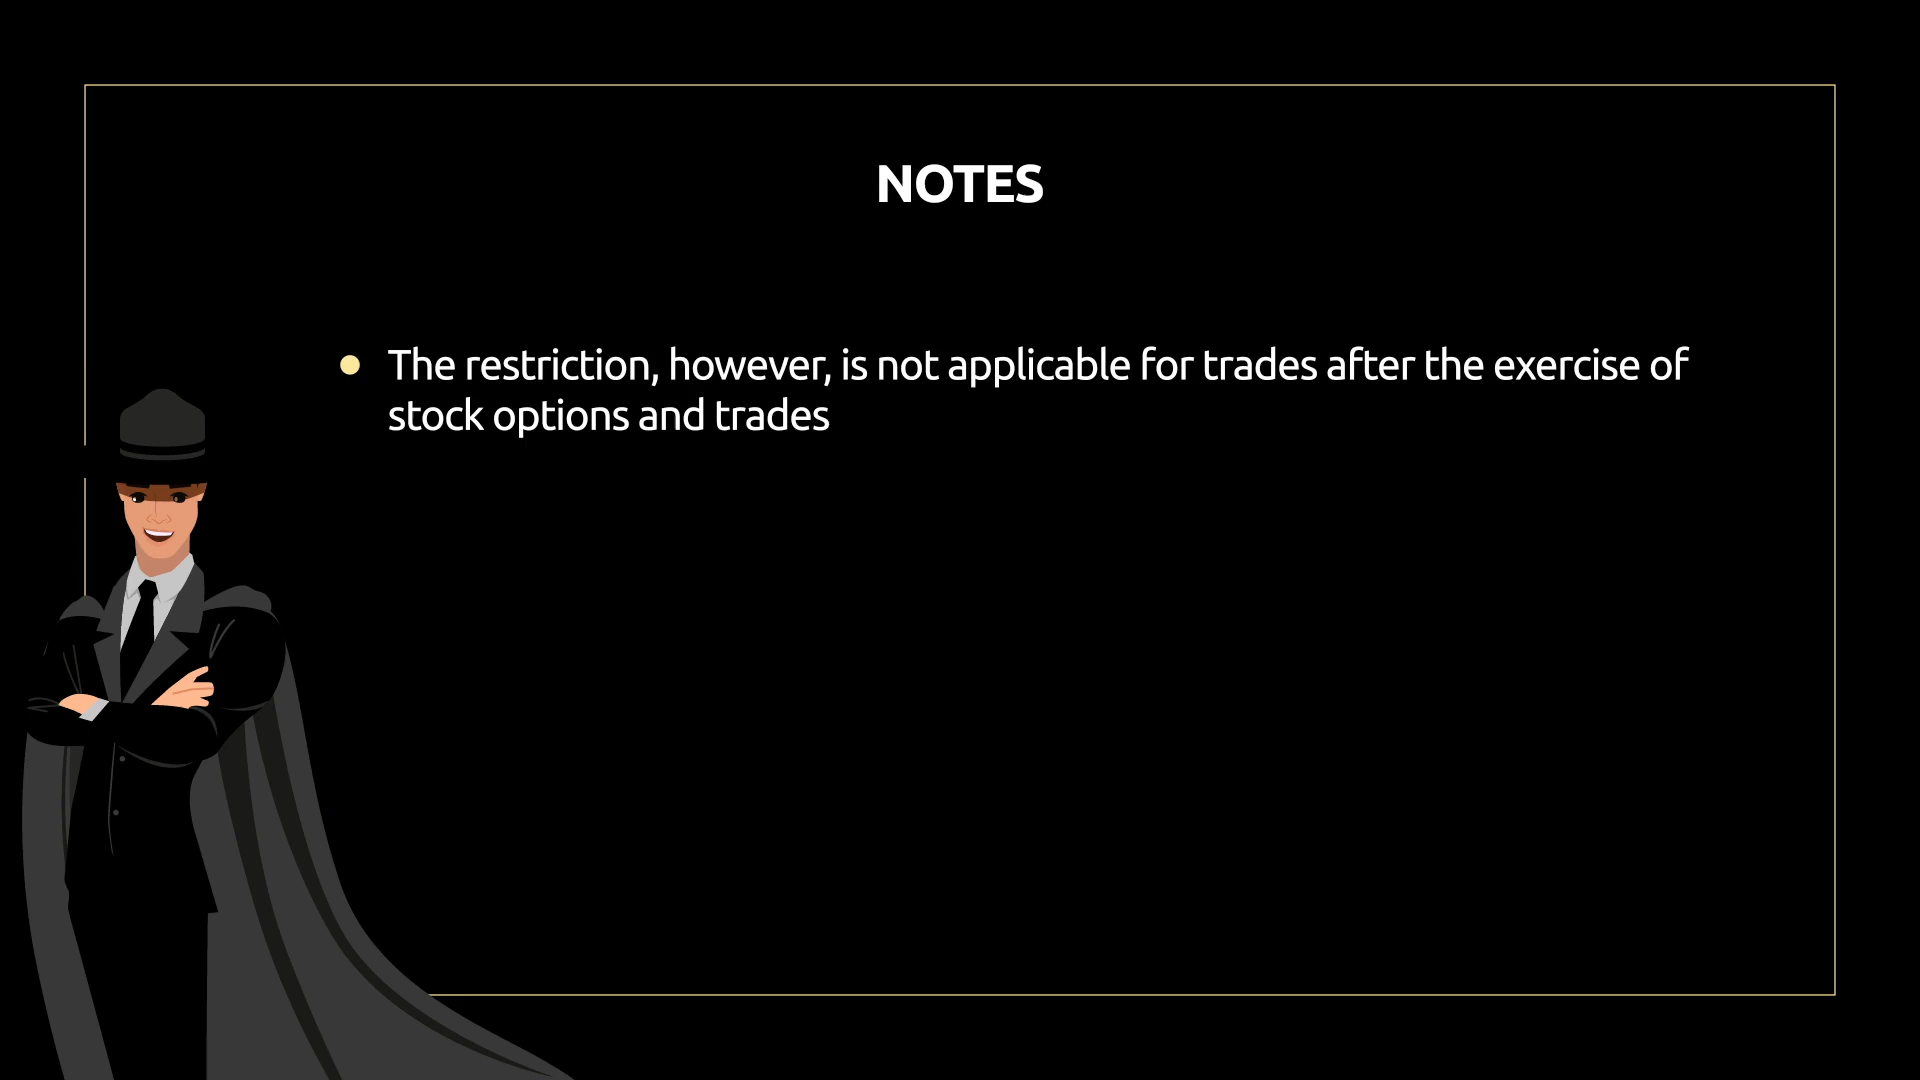 NOTES
The restriction, however, is not applicable for trades after the exercise of
stock options and trades